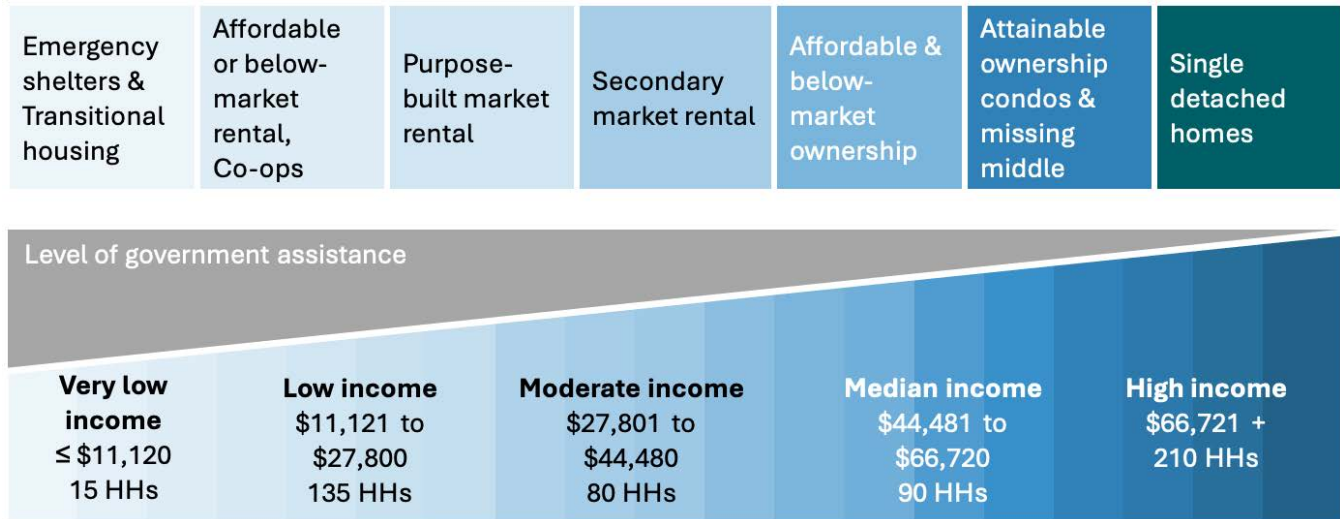 Emergency
shelters &
Transitional
housing
Affordable
or below-
market
rental,
Co-ops
Purpose-
built market
rental
Secondary
market rental
Affordable &
below-
market
ownership
Attainable
ownership
condos &
missing
middle
Single
detached
homes
Level of government assistance
Very low
income
≤ $11,120
15 HHs
Low income
$11,121 to
$27,800
135 HHs
Moderate income
$27,801 to
$44,480
80 HHs
Median income
$44,481 to
$66,720
90 HHs
High income
$66,721 +
210 HHs